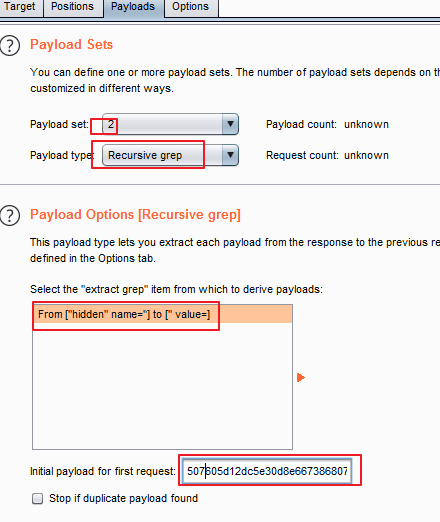 Target Positions Payloads Options
? Payload Sets
You can define one or more payload sets. The number of payload sets depends on th
customized in different ways.
Payload set: 2 Payload count: unknown
Payload type: Recursive grep Request count: unknown
? Payload Options [Recursive grep]
This payload type lets you extract each payload from the response to the previous re
defined in the Options tab.
Select the "extract grep" item from which to derive payloads:
From ["hidden" name="] to [" value=]
Initial payload for first request: 507605d12dc5e30d8e667386807
Stop if duplicate payload found